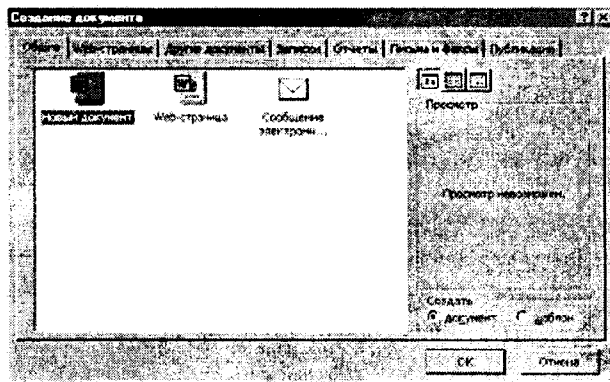 Создание документа
Общие Web-страницы Другие документы Записки Отчеты Письма и факсы Публикации
Новый документ Web-страница Сообщение
электронн...
Просмотр
Просмотр невозможен.
Создать
документ шаблон
ОК Отмена